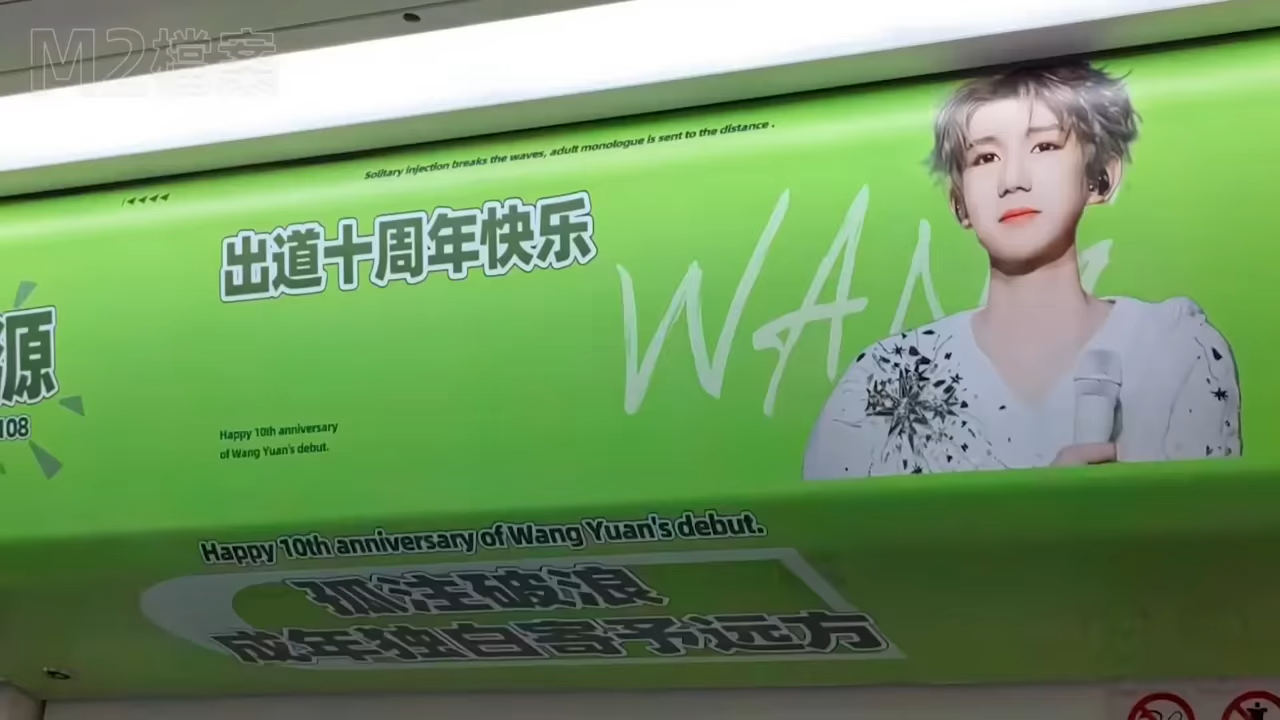 M2檔案
Solitary injection breaks the waves, adult monologue is sent to the distance .
出道十周年快乐
WANG
源
108
Happy 10th anniversary
of Wang Yuan's debut.
Happy 10th anniversary of Wang Yuan's debut.
孤注破浪
成年独白寄予远方